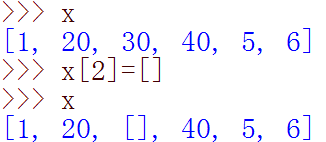 >>> x
[1, 20, 30, 40, 5, 6]
>>> x[2]=[]
>>> x
[1, 20, [], 40, 5, 6]